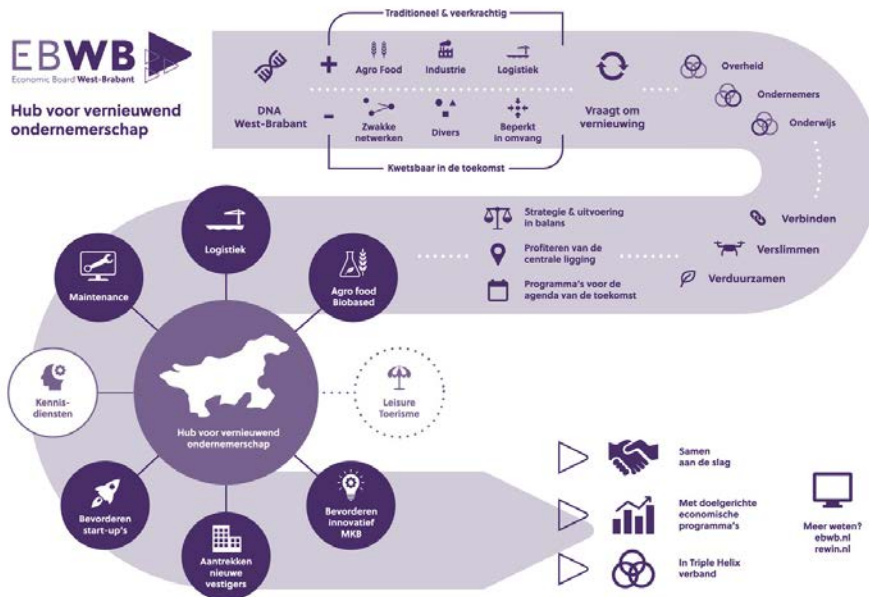 EBWB
Economic Board West-Brabant
Hub voor vernieuwend
ondernemerschap
Traditioneel & veerkrachtig
DNA
West-Brabant
+
Agro Food
Industrie
Logistiek
-
Zwakke
netwerken
Divers
Beperkt
in omvang
Kwetsbaar in de toekomst
Vraagt om
vernieuwing
Overheid
Ondernemers
Onderwijs
Verbinden
Verslimmen
Verduurzamen
Strategie & uitvoering
in balans
Profiteren van de
centrale ligging
Programma's voor de
agenda van de toekomst
Logistiek
Maintenance
Agro food
Biobased
Kennis-
diensten
Hub voor vernieuwend
ondernemerschap
Leisure
Toerisme
Bevorderen
start-up's
Aantrekken
nieuwe
vestigers
Bevorderen
innovatief
MKB
Samen
aan de slag
Met doelgerichte
economische
programma's
In Triple Helix
verband
Meer weten?
ebwb.nl
rewin.nl